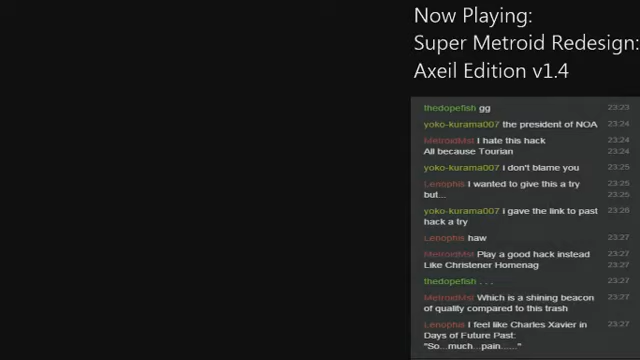 Now Playing:
Super Metroid Redesign:
Axeil Edition v1.4
thedopefish gg 23:23
yoko-kurama007 the president of NOA 23:24
MetroidMst I hate this hack 23:24
All because Tourian 23:24
yoko-kurama007 i don't blame you 23:25
Lenophis I wanted to give this a try 23:25
but... 23:25
yoko-kurama007 i gave the link to past 23:26
hack a try
Lenophis haw 23:27
MetroidMst Play a good hack instead 23:27
Like Christener Homenag 23:27
thedopefish . . . 23:27
MetroidMst Which is a shining beacon 23:27
of quality compared to this trash
Lenophis I feel like Charles Xavier in 23:27
Days of Future Past:
"So...much...pain......"